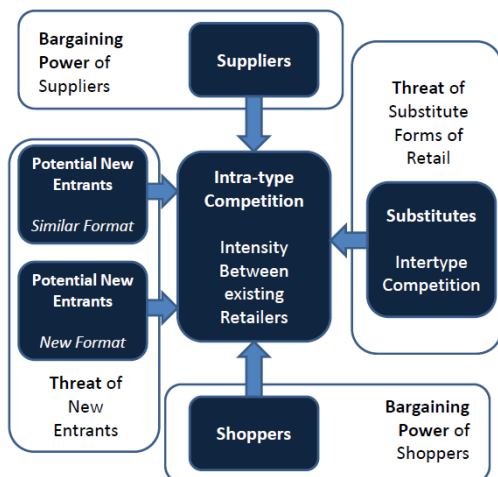 Bargaining
Power of
Suppliers
Suppliers
Threat of
Substitute
Forms of
Retail
Potential New
Entrants
Similar Format
Intra-type
Competition
Intensity
Between
existing
Retailers
Substitutes
Intertype
Competition
Potential New
Entrants
New Format
Threat of
New
Entrants
Shoppers
Bargaining
Power of
Shoppers